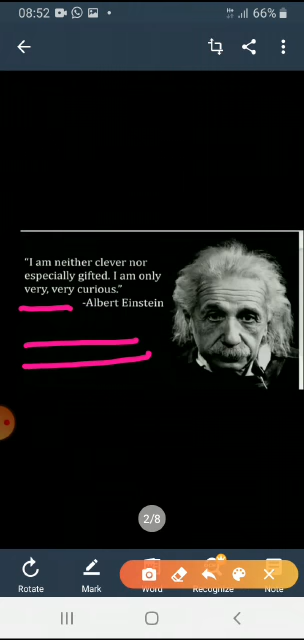 08:52
66%
"I am neither clever nor
especially gifted. I am only
very, very curious."
-Albert Einstein
2/8
Rotate
Mark
Word
Recognize
Note